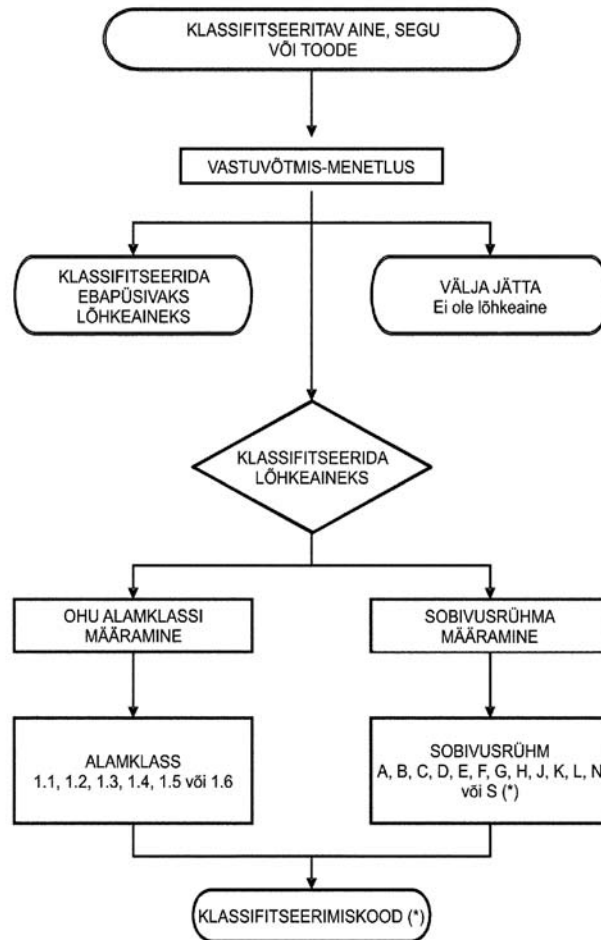 KLASSIFITSEERITAV AINE, SEGU
VÕI TOODE
VASTUVÕTMIS-MENETLUS
KLASSIFITSEERIDA
EBAPÜSIVAKS
LÕHKEAINEKS
VÄLJA JÄTTA
Ei ole lõhkeaine
KLASSIFITSEERIDA
LÕHKEAINEKS
OHU ALAMKLASSI
MÄÄRAMINE
SOBIVUSRÜHMA
MÄÄRAMINE
ALAMKLASS
1.1, 1.2, 1.3, 1.4, 1.5 või 1.6
SOBIVUSRÜHM
A, B, C, D, E, F, G, H, J, K, L, N
või S (*)
KLASSIFITSEERIMISKOOD (*)